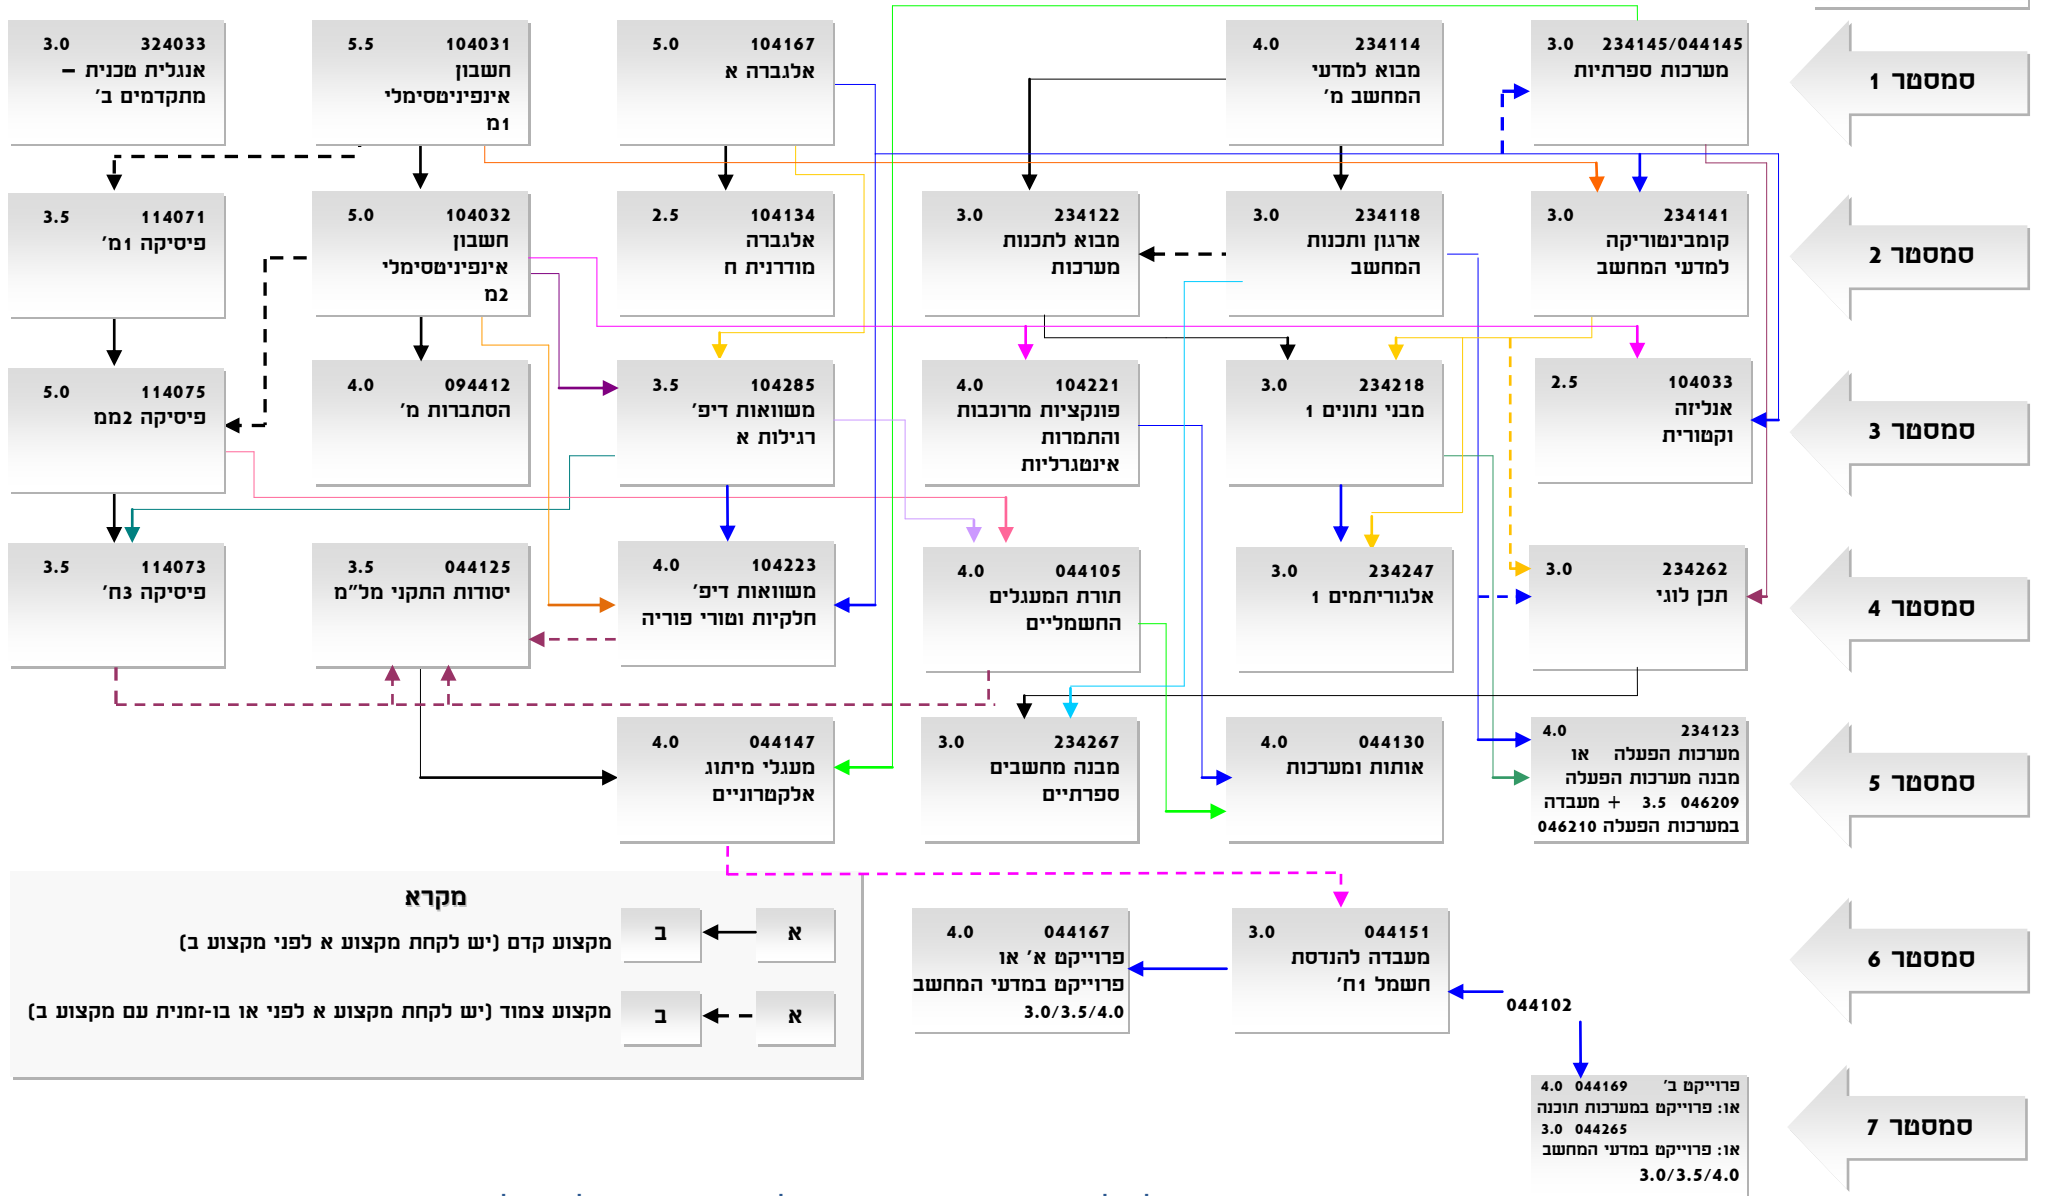 סמסטר 1
234145/044145 3.0
מערכות ספרתיות
234114 4.0
מבוא למדעי
המחשב מ'
104167 5.0
אלגברה א
104031 5.5
חשבון
אינפיניטסימלי
1מ
324033 3.0
אנגלית טכנית –
מתקדמים ב'
סמסטר 2
234141 3.0
קומבינטוריקה
למדעי המחשב
234118 3.0
ארגון ותכנות
המחשב
234122 3.0
מבוא לתכנות
מערכות
104134 2.5
אלגברה
מודרנית ח
104032 5.0
חשבון
אינפיניטסימלי
2מ
114071 3.5
פיסיקה 1מ'
סמסטר 3
104033 2.5
אנליזה
וקטורית
234218 3.0
מבני נתונים 1
104221 4.0
פונקציות מרוכבות
והתמרות
אינטגרליות
104285 3.5
משוואות דיפ'
רגילות א
094412 4.0
הסתברות מ'
114075 5.0
פיסיקה 2ממ
סמסטר 4
234262 3.0
תכן לוגי
234247 3.0
אלגוריתמים 1
044105 4.0
תורת המעגלים
החשמליים
104223 4.0
משוואות דיפ'
חלקיות וטורי פוריה
044125 3.5
יסודות התקני מל"מ
114073 3.5
פיסיקה 3ח'
סמסטר 5
234123 4.0
מערכות הפעלה או
מבנה מערכות הפעלה
046209 3.5 + מעבדה
במערכות הפעלה 046210
044130 4.0
אותות ומערכות
234267 3.0
מבנה מחשבים
ספרתיים
044147 4.0
מעגלי מיתוג
אלקטרוניים
סמסטר 6
044102
044151 3.0
מעבדה להנדסת
חשמל 1ח'
044167 4.0
פרוייקט א' או
פרוייקט במדעי המחשב
3.0/3.5/4.0
מקרא
א ב
מקצוע קדם (יש לקחת מקצוע א לפני מקצוע ב)
א ב
מקצוע צמוד (יש לקחת מקצוע א לפני או בו-זמנית עם מקצוע ב)
סמסטר 7
פרוייקט ב' 044169 4.0
או: פרוייקט במערכות תוכנה
044265 3.0
או: פרוייקט במדעי המחשב
3.0/3.5/4.0